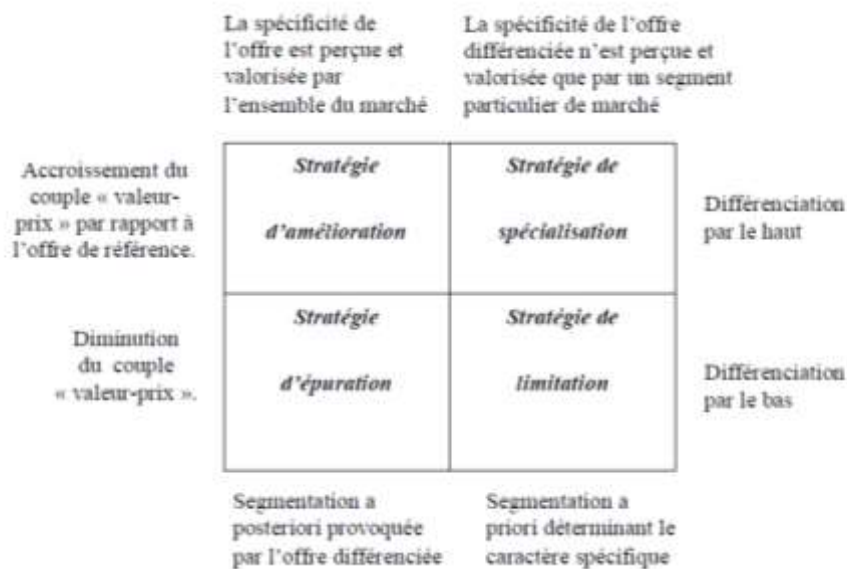 La spécificité de
l'offre est perçue et
valorisée par
l'ensemble du marché
La spécificité de l'offre
différenciée n'est perçue et
valorisée que par un segment
particulier de marché
Accroissement du
couple « valeur-
prix » par rapport à
l'offre de référence.
Stratégie
d'amélioration
Stratégie de
spécialisation
Différenciation
par le haut
Diminution
du couple
« valeur-prix ».
Stratégie
d'épuration
Stratégie de
limitation
Différenciation
par le bas
Segmentation a
posteriori provoquée
par l'offre différenciée
Segmentation a
priori déterminant le
caractère spécifique